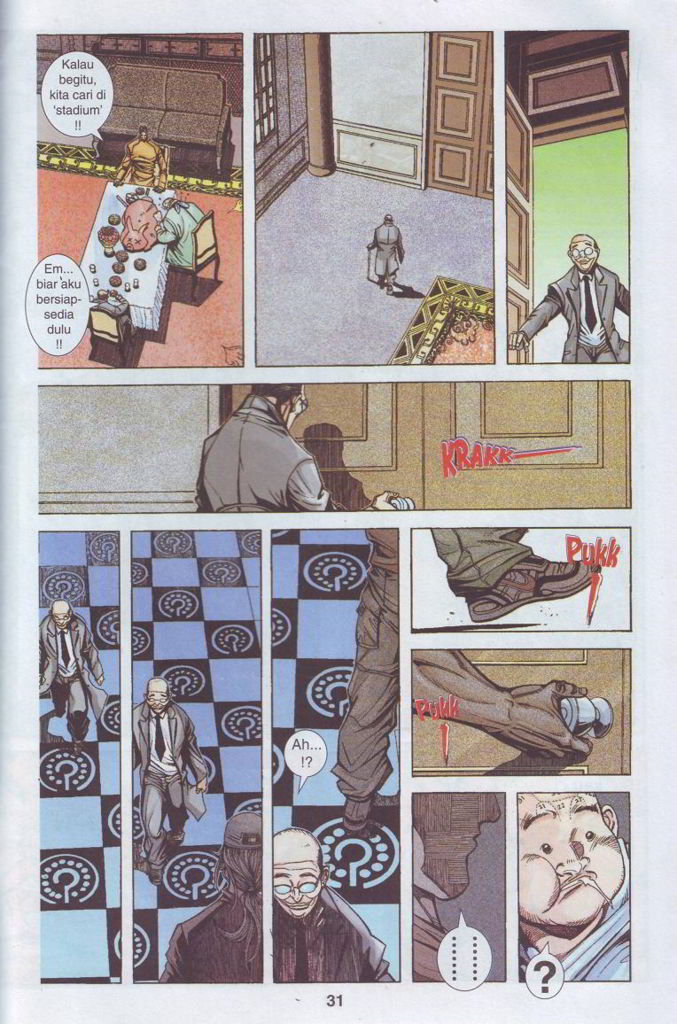 Kalau
begitu,
kita cari di
'stadium'
!!
Em...
biar aku
bersiap-
sedia
dulu
!!
KRAKK
Ah...
!?
PUKK
PUKK
?
31